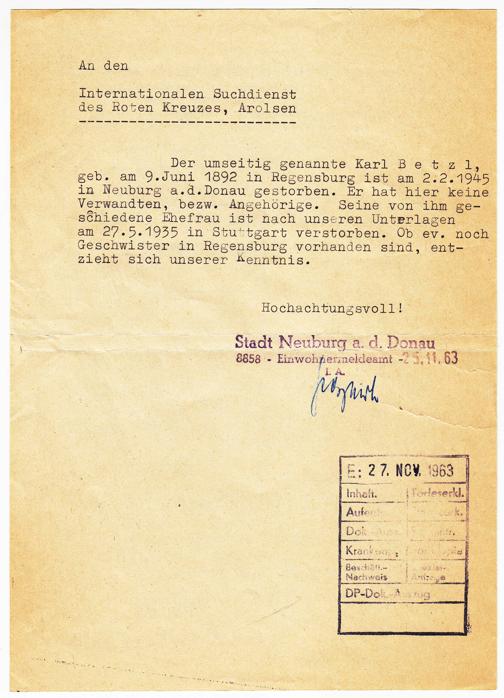 An den
Internationalen Suchdienst
des Roten Kreuzes, Arolsen
--------------------------
Der umseitig genannte Karl B e t z l,
geb. am 9.Juni 1892 in Regensburg ist am 2.2.1945
in Neuburg a.d.Donau gestorben. Er hat hier keine
Verwandten, bezw. Angehörige. Seine von ihm ge-
schiedene Ehefrau ist nach unseren Unterlagen
am 27.5.1935 in Stuttgart verstorben. Ob ev. noch
Geschwister in Regensburg vorhanden sind, ent-
zieht sich unserer Kenntnis.
Hochachtungsvoll!
Stadt Neuburg a. d. Donau
8858 - Einwohnermeldeamt -25.11.63
I. A.
E: 27. NOV. 1963
Inhaft. Todeserkl.
Dok.-
Beschäft.-
Nachweis Anfrage
DP-Dok.-Auszug